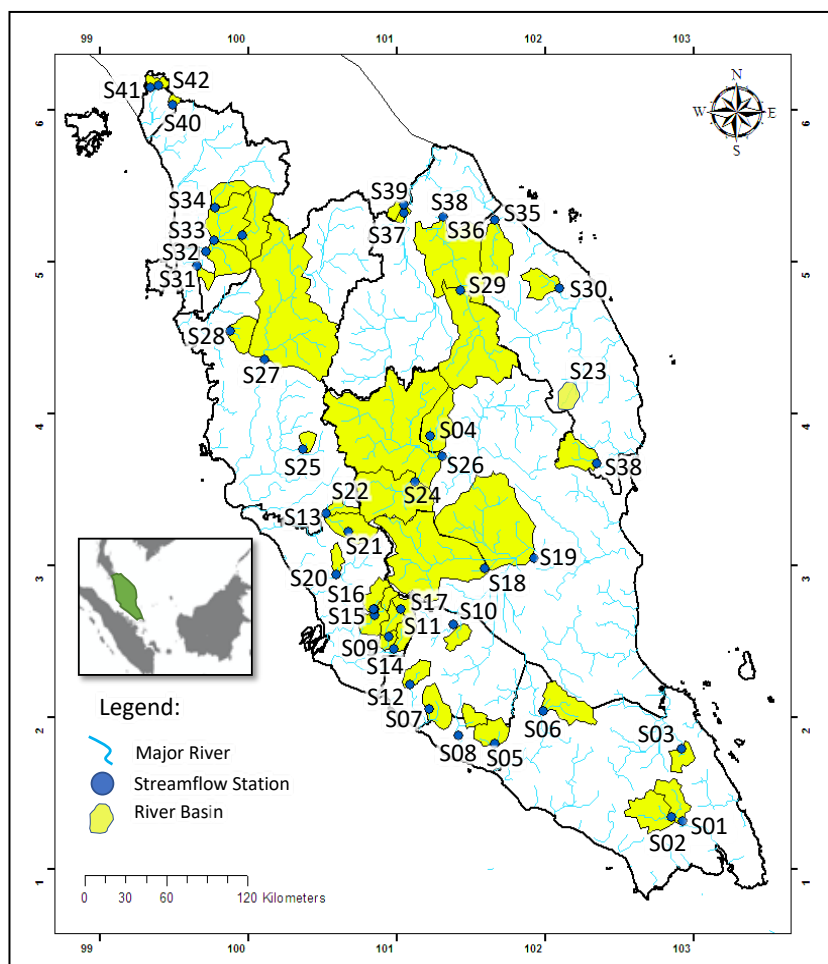 99 100 101 102 103
N
W E
S
S42
S41
S40
6 6
S34
S39
S38
S35
S37
S36
S33
S32
5 5
S31
S29
S30
S28
S27
S23
4 4
S04
S25
S26
S38
S24
S22
S13
S21
S19
S18
3 3
S20
S16
S17
S10
S15
S11
S09
S14
S12
S07
S06
2 2
S08
S05
S03
S01
S02
Legend:
Major River
Streamflow Station
River Basin
1 1
0 30 60 120 Kilometers
99 100 101 102 103